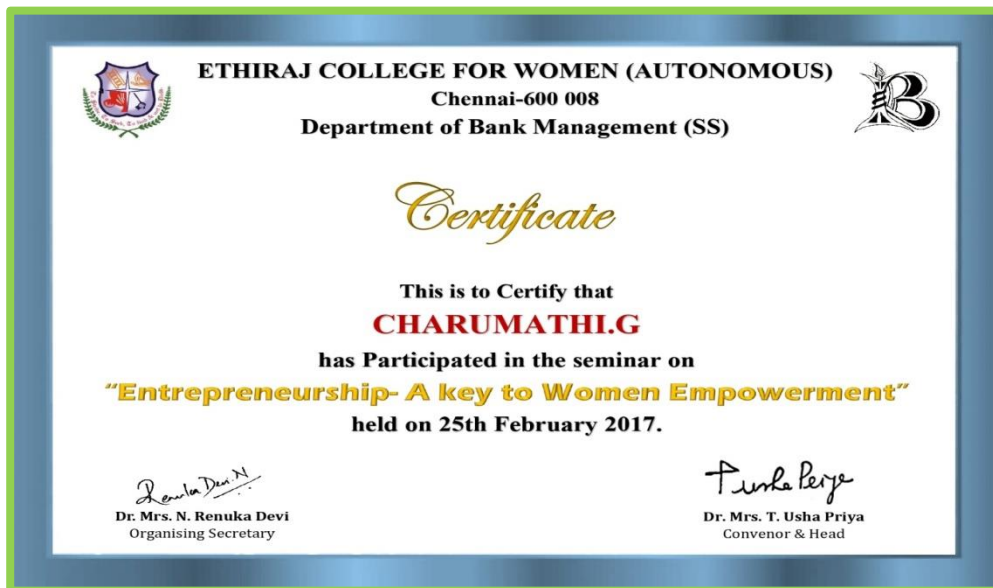 ETHIRAJ COLLEGE FOR WOMEN (AUTONOMOUS)
Chennai-600 008
Department of Bank Management (SS)
Certificate
This is to Certify that
CHARUMATHI.G
has Participated in the seminar on
"Entrepreneurship- A key to Women Empowerment"
held on 25th February 2017.
Renuka Devi.N
Dr. Mrs. N. Renuka Devi
Organising Secretary
Dr. Mrs. T. Usha Priya
Convenor & Head